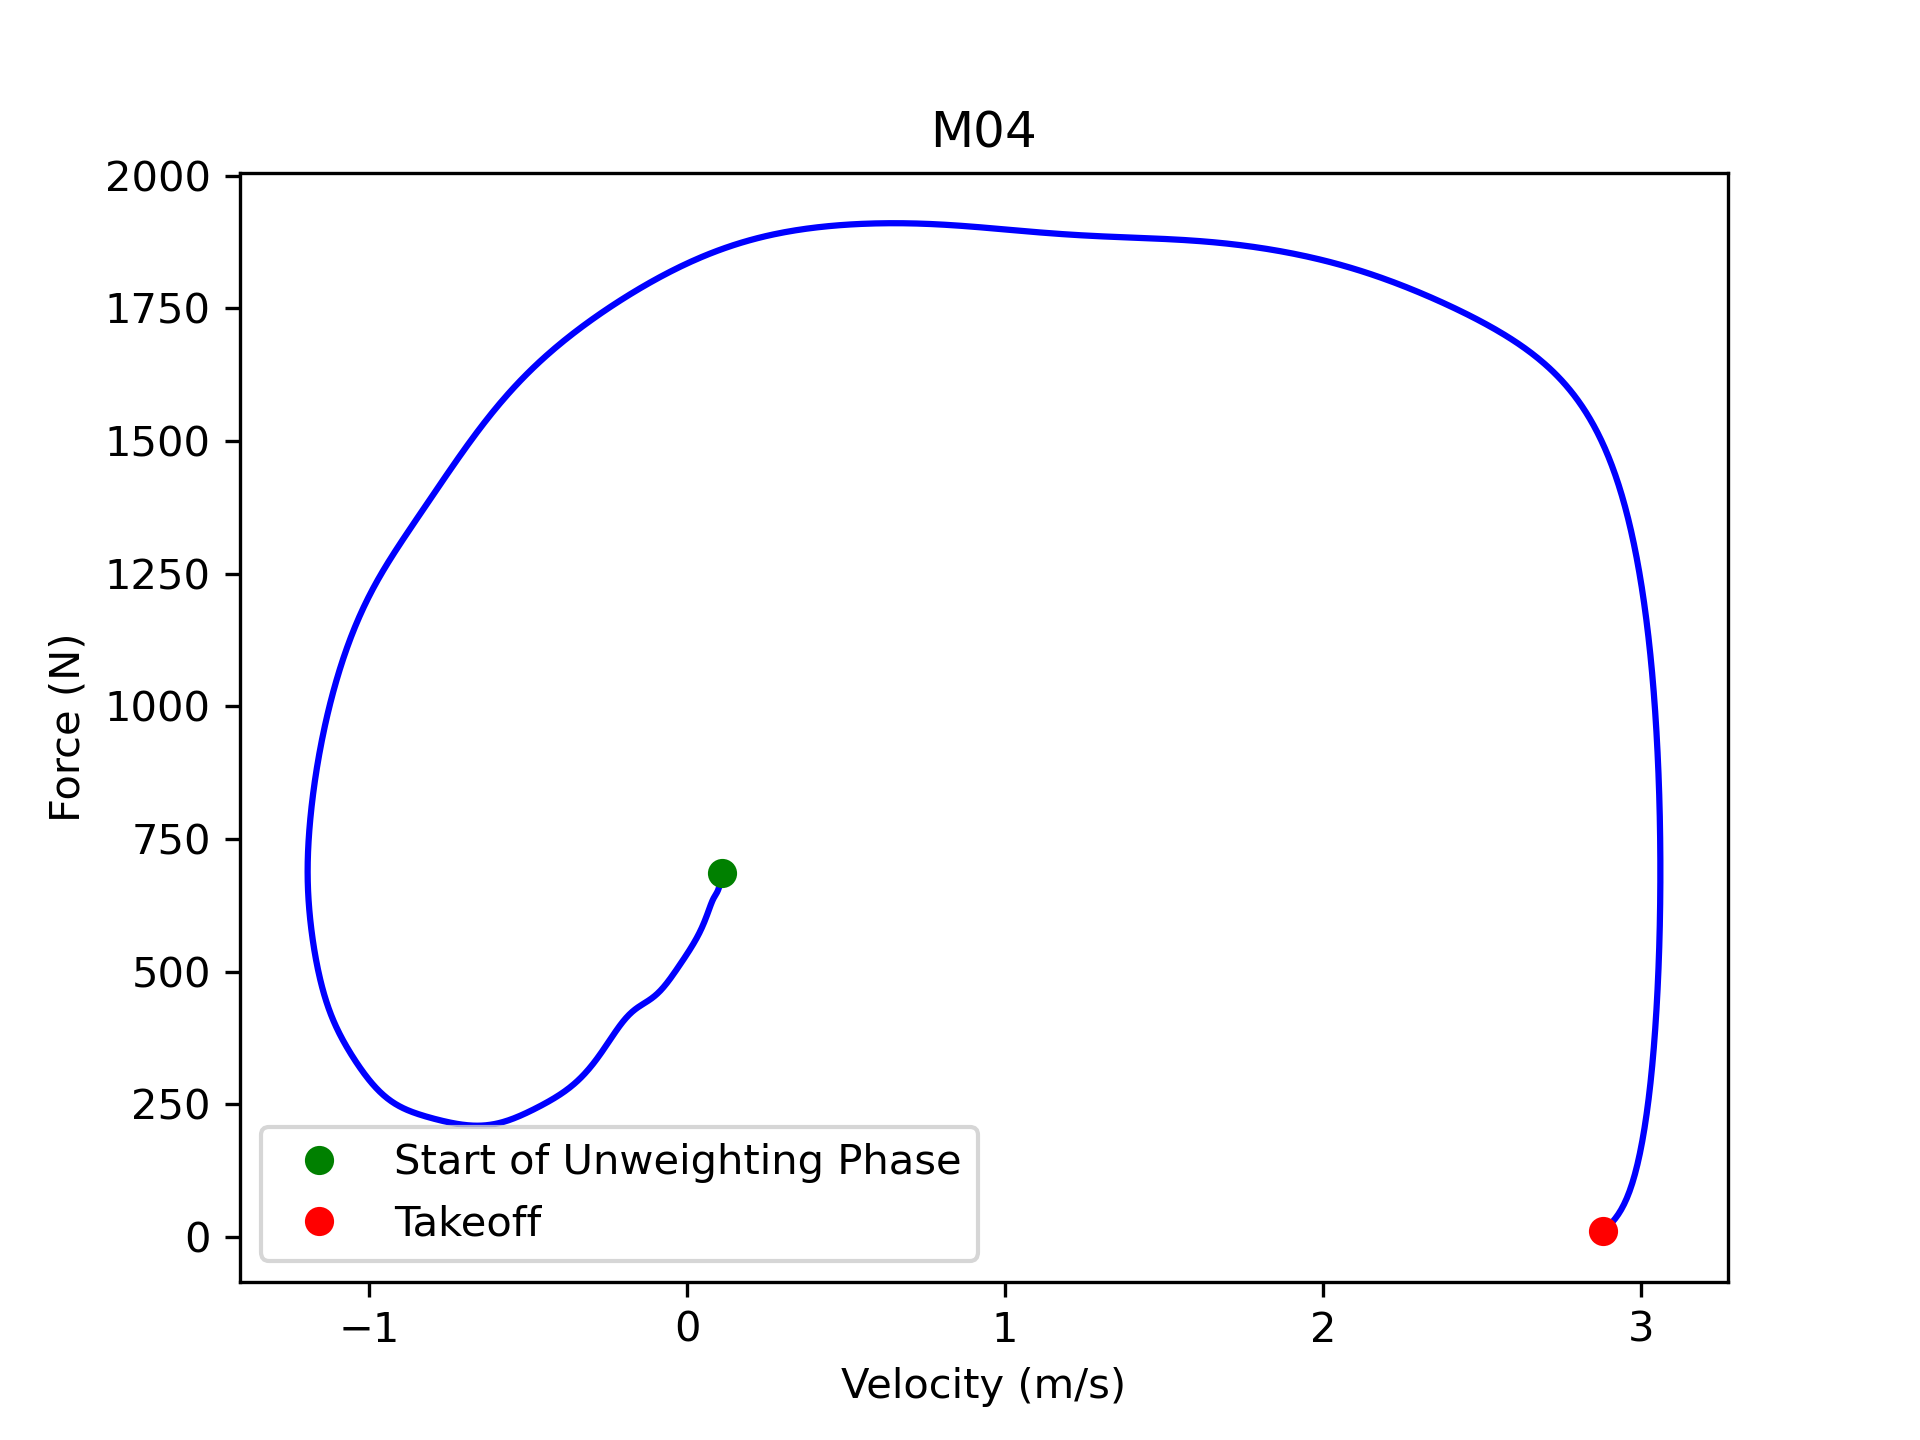 M04
2000
1750
1500
1250
1000
750
500
250
0
Force (N)
Start of Unweighting Phase
Takeoff
−1 0 1 2 3
Velocity (m/s)